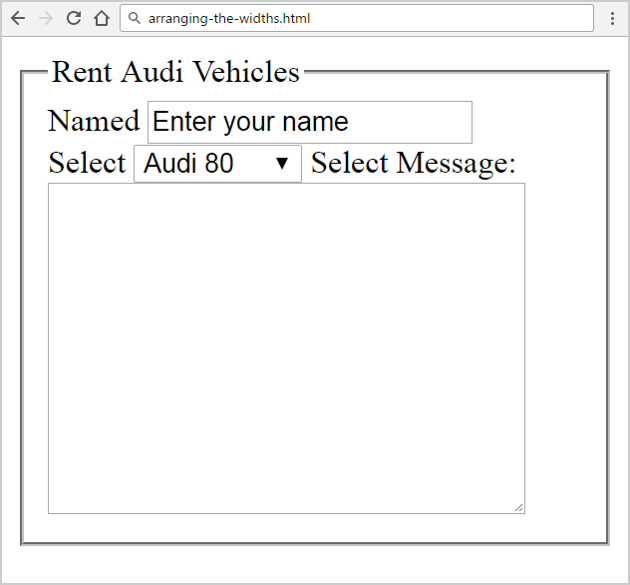 arranging-the-widths.html
Rent Audi Vehicles
Named Enter your name
Select Audi 80 Select Message: